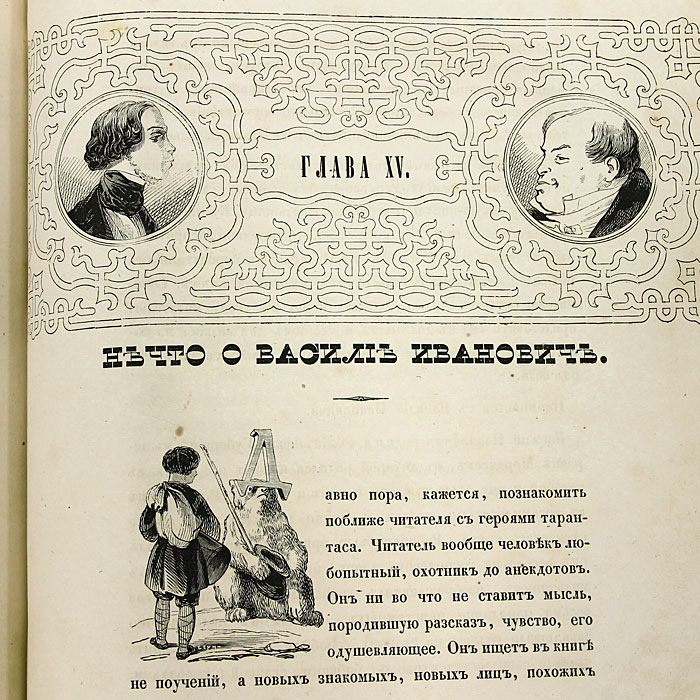 ГЛАВА XV.
НѢЧТО О ВАСИЛІѢ ИВАНОВИЧѢ.
Давно пора, кажется, познакомить
поближе читателя съ героями таран-
таса. Читатель вообще человѣкъ лю-
бопытный, охотникъ до анекдотовъ.
Онъ ни во что не ставитъ мысль,
породившую разсказъ, чувство, его
одушевляющее. Онъ ищетъ въ книгѣ
не поученій, а новыхъ знакомыхъ, новыхъ лицъ, похожихъ